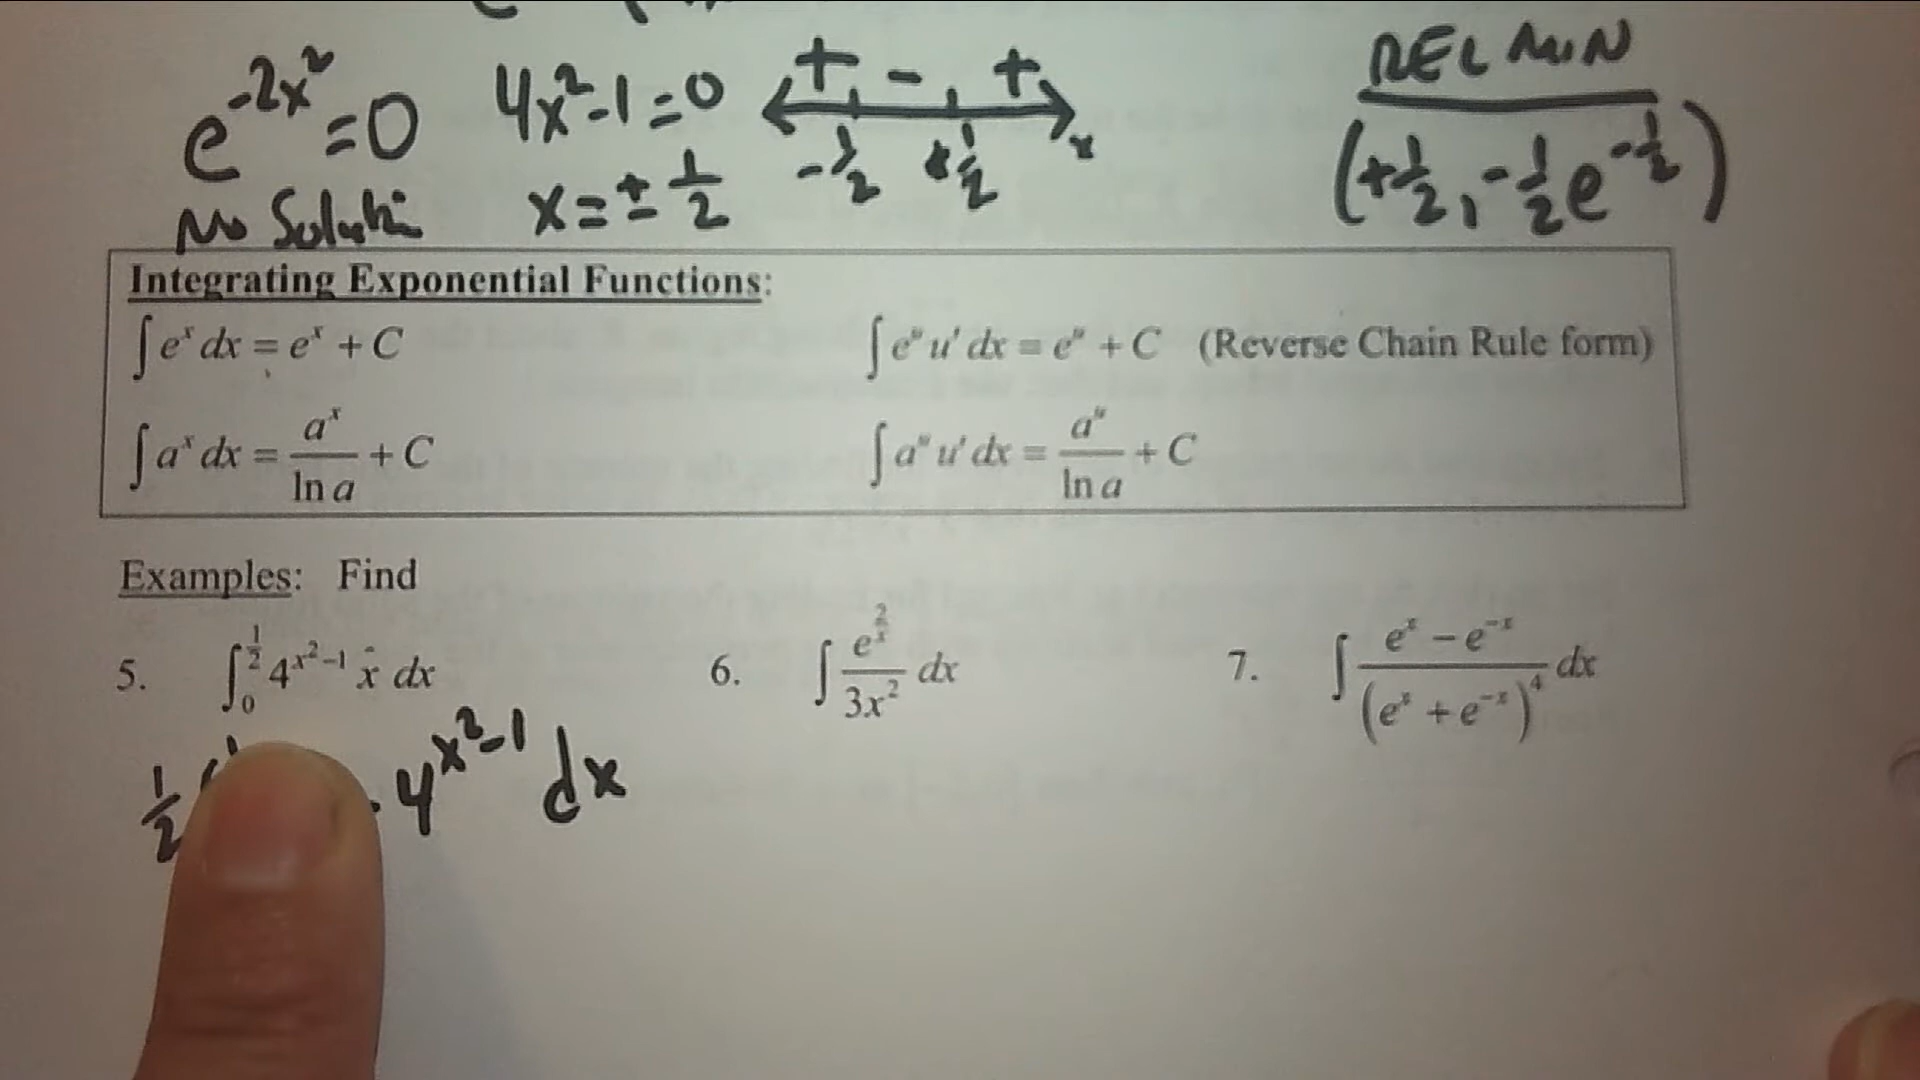 e^{-2x^2}=0 4x^2-1=0 + - + REL MIN
No Solution x=±1/2 -1/2 +1/2 x (+1/2, -1/2 e^{-1/2})
Integrating Exponential Functions:
∫e^x dx = e^x + C ∫e^u u' dx = e^u + C (Reverse Chain Rule form)
∫a^x dx = a^x/ln a + C ∫a^u u' dx = a^u/ln a + C
Examples: Find
5. ∫_0^{1/2} 4^{x^2-1} x dx 6. ∫ e^{2/x}/3x^2 dx 7. ∫ (e^x - e^{-x})/(e^x + e^{-x})^4 dx
1/2 · 4^{x^2-1} dx